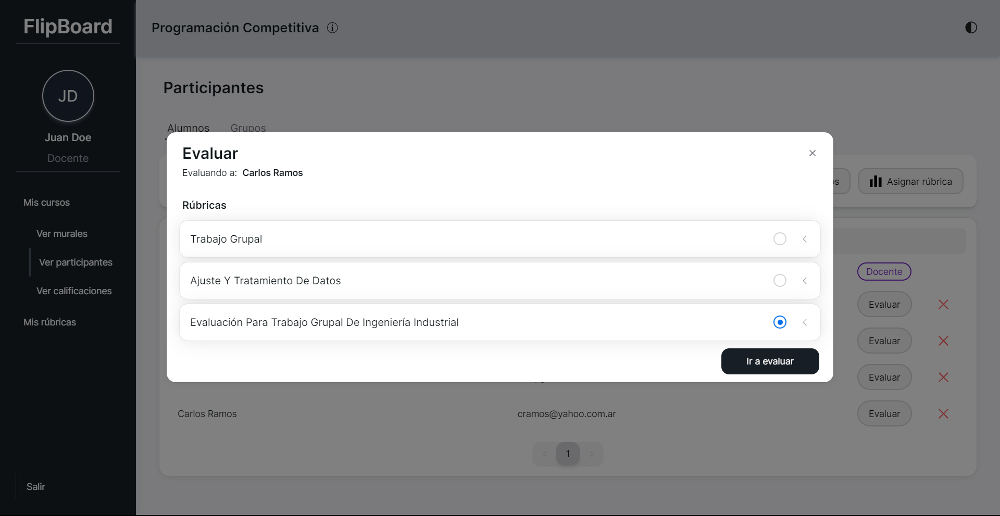 FlipBoard
JD
Juan Doe
Docente
Mis cursos
Ver murales
Ver participantes
Ver calificaciones
Mis rúbricas
Salir
Programación Competitiva
Participantes
Alumnos Grupos
Asignar rúbrica
Evaluar
Evaluando a: Carlos Ramos
Rúbricas
Trabajo Grupal
Ajuste Y Tratamiento De Datos
Evaluación Para Trabajo Grupal De Ingeniería Industrial
Ir a evaluar
Docente
Evaluar
Evaluar
Evaluar
Carlos Ramos cramos@yahoo.com.ar Evaluar
1